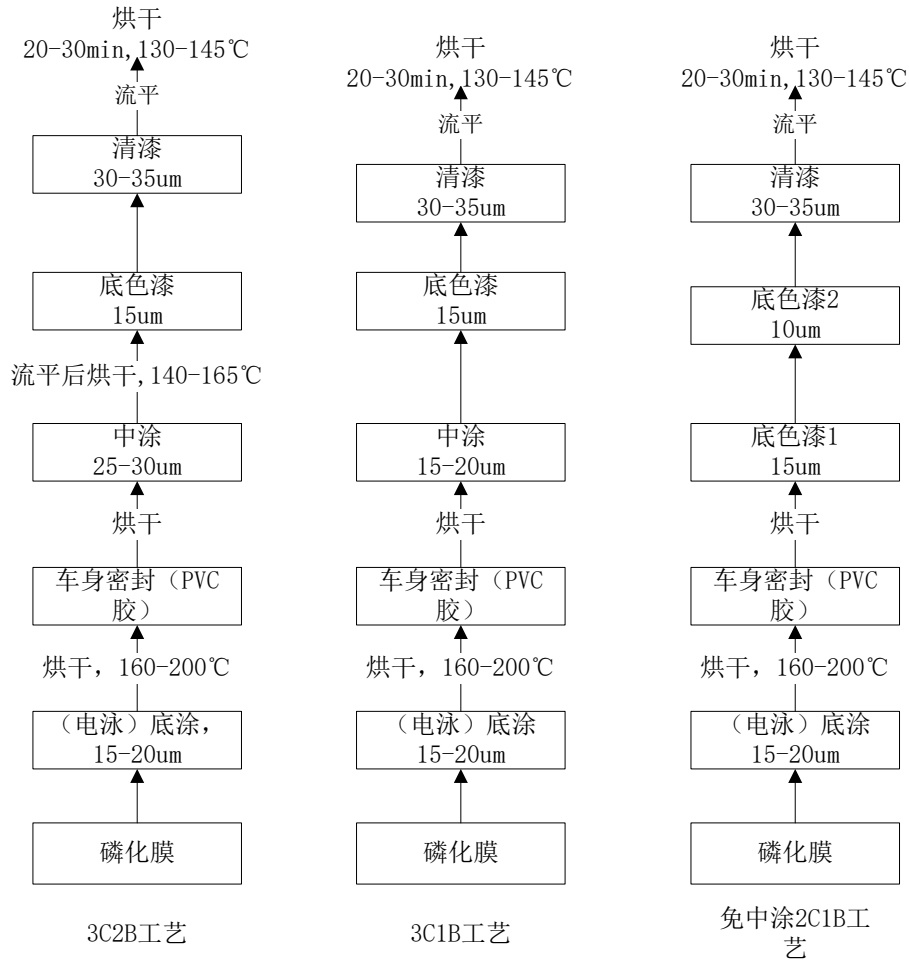 烘干
20-30min,130-145℃
流平
清漆
30-35um
底色漆
15um
流平后烘干,140-165℃
中涂
25-30um
烘干
车身密封（PVC
胶）
烘干，160-200℃
（电泳）底涂，
15-20um
磷化膜
3C2B工艺
烘干
20-30min,130-145℃
流平
清漆
30-35um
底色漆
15um
中涂
15-20um
烘干
车身密封（PVC
胶）
烘干，160-200℃
（电泳）底涂
15-20um
磷化膜
3C1B工艺
烘干
20-30min,130-145℃
流平
清漆
30-35um
底色漆2
10um
底色漆1
15um
烘干
车身密封（PVC
胶）
烘干，160-200℃
（电泳）底涂
15-20um
磷化膜
免中涂2C1B工
艺